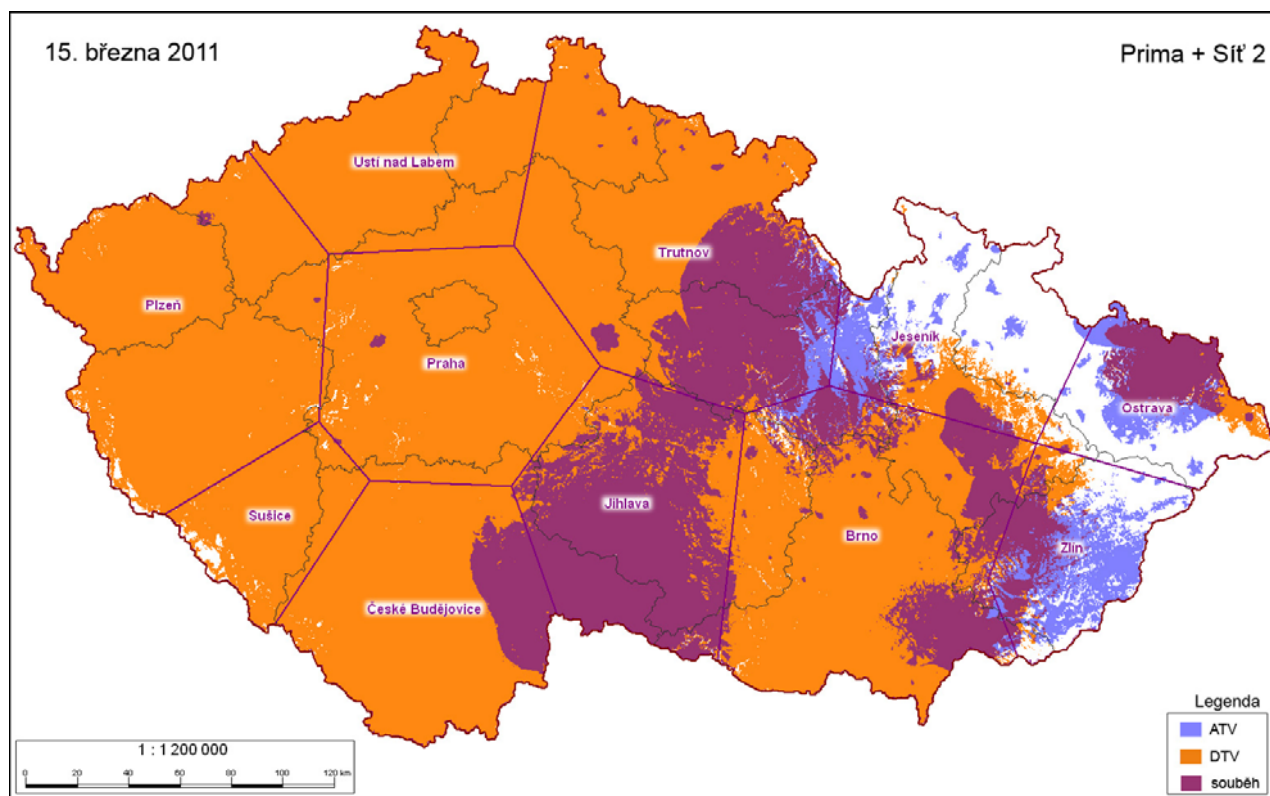 15. března 2011
Prima + Síť 2
Ustí nad Labem
Trutnov
Plzeň
Jeseník
Praha
Ostrava
Sušice
Jihlava
Brno
Zlín
České Budějovice
Legenda
ATV
DTV
souběh
1 : 1 200 000
0 20 40 60 80 100 120 km